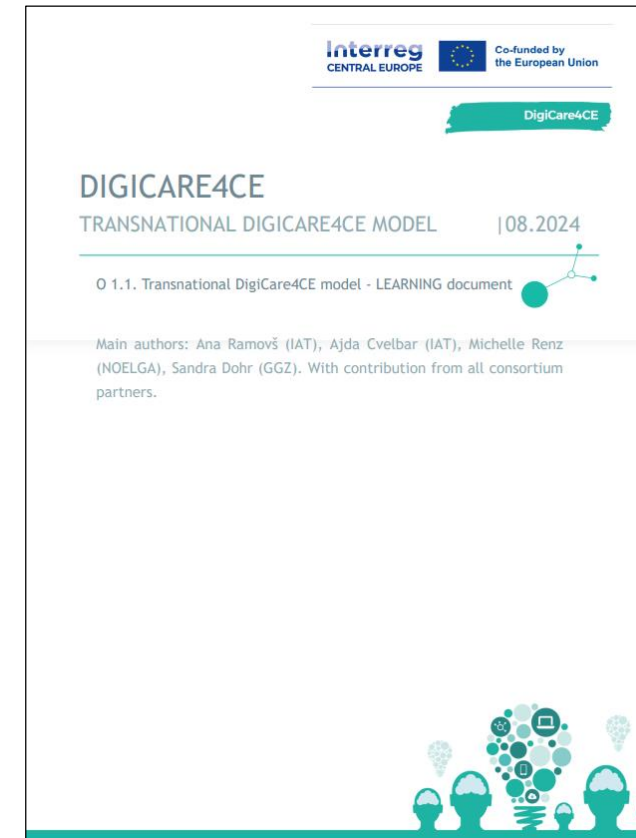 Interreg
CENTRAL EUROPE
Co-funded by
the European Union
DigiCare4CE
DIGICARE4CE
TRANSNATIONAL DIGICARE4CE MODEL |08.2024
O 1.1. Transnational DigiCare4CE model - LEARNING document
Main authors: Ana Ramovš (IAT), Ajda Cvelbar (IAT), Michelle Renz
(NOELGA), Sandra Dohr (GGZ). With contribution from all consortium
partners.